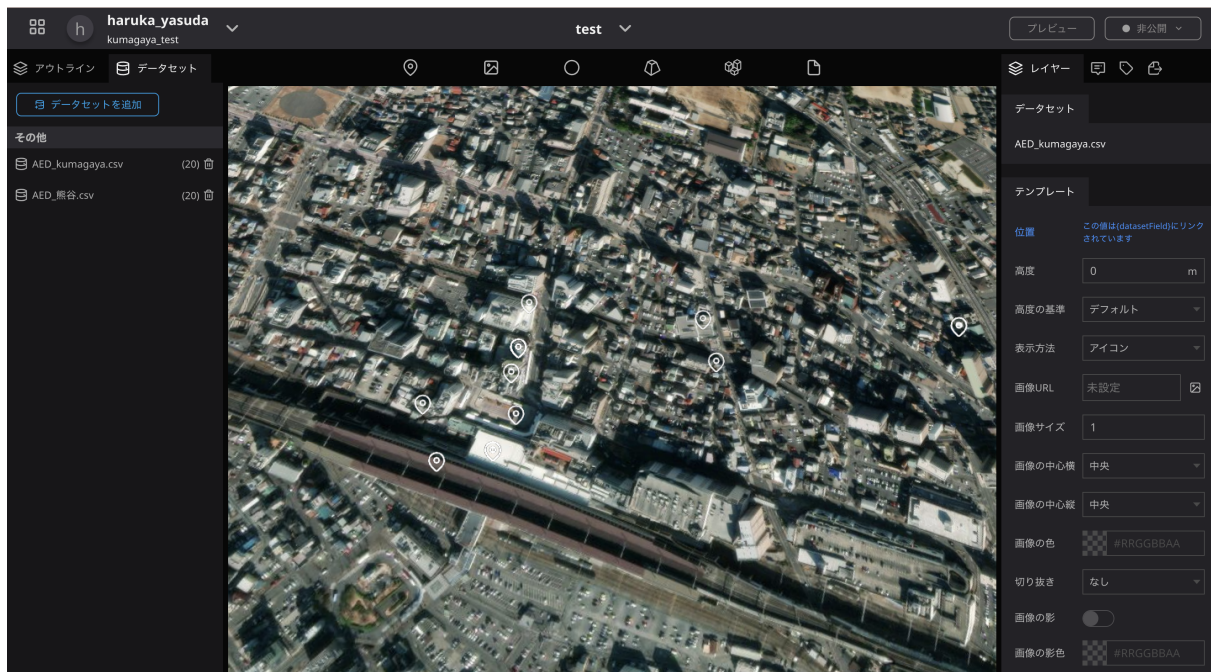 h
haruka_yasuda
kumagaya_test
test
プレビュー
非公開
アウトライン
データセット
レイヤー
データセットを追加
その他
AED_kumagaya.csv (20)
AED_熊谷.csv (20)
データセット
AED_kumagaya.csv
テンプレート
位置 この値は{datasetField}にリンク
されています
高度 0 m
高度の基準 デフォルト
表示方法 アイコン
画像URL 未設定
画像サイズ 1
画像の中心横 中央
画像の中心縦 中央
画像の色 #RRGGBBAA
切り抜き なし
画像の影
画像の影色 #RRGGBBAA